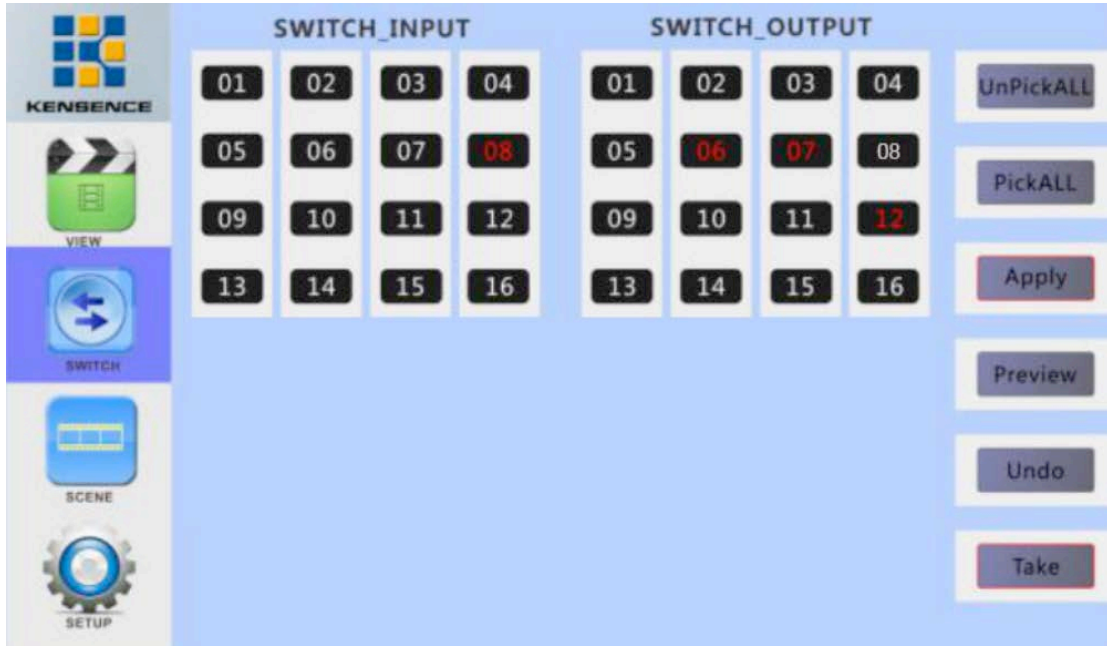 KENSENCE
VIEW
SWITCH
SCENE
SETUP
SWITCH_INPUT
01 02 03 04
05 06 07 08
09 10 11 12
13 14 15 16
SWITCH_OUTPUT
01 02 03 04
05 06 07 08
09 10 11 12
13 14 15 16
UnPickALL
PickALL
Apply
Preview
Undo
Take